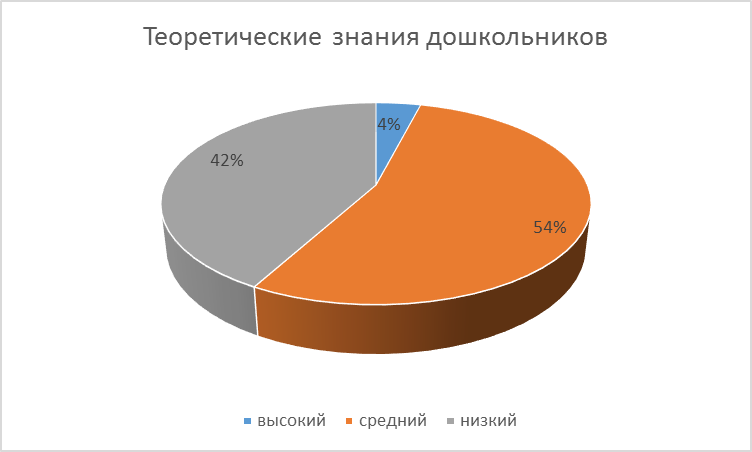 Теоретические знания дошкольников
4%
42%
54%
высокий средний низкий